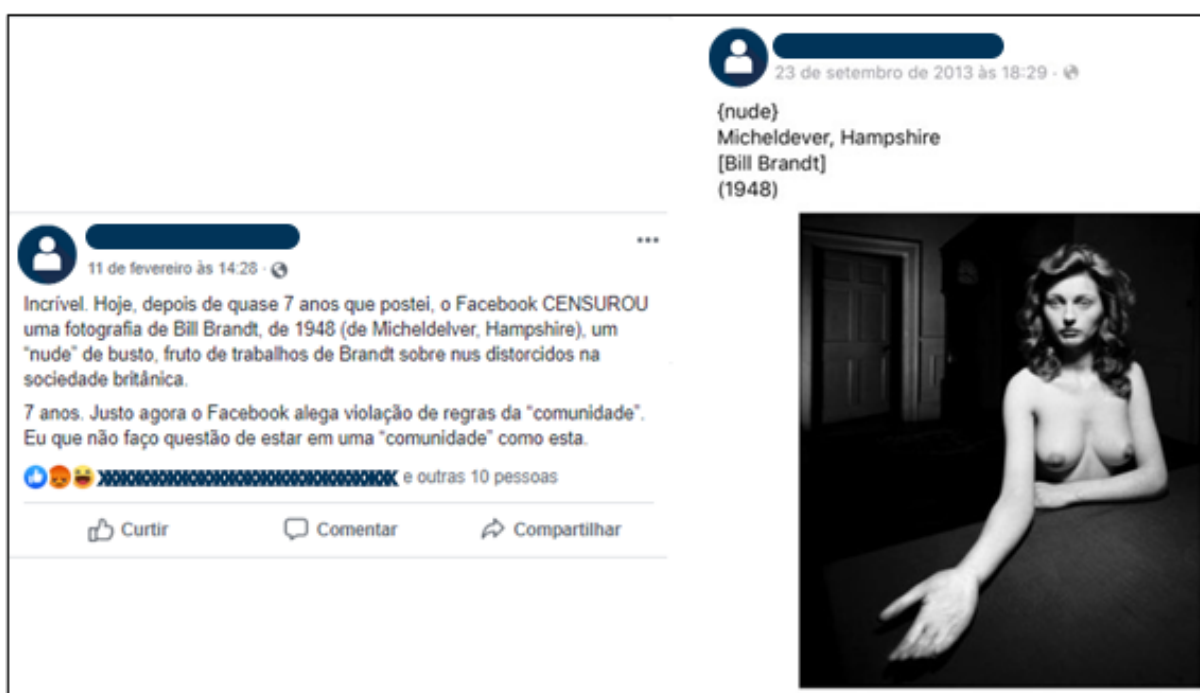 11 de fevereiro às 14:28
Incrível. Hoje, depois de quase 7 anos que postei, o Facebook CENSUROU
uma fotografia de Bill Brandt, de 1948 (de Micheldelver, Hampshire), um
"nude" de busto, fruto de trabalhos de Brandt sobre nus distorcidos na
sociedade britânica.
7 anos. Justo agora o Facebook alega violação de regras da "comunidade".
Eu que não faço questão de estar em uma "comunidade" como esta.
e outras 10 pessoas
Curtir Comentar Compartilhar
23 de setembro de 2013 às 18:29
{nude}
Micheldever, Hampshire
[Bill Brandt]
(1948)